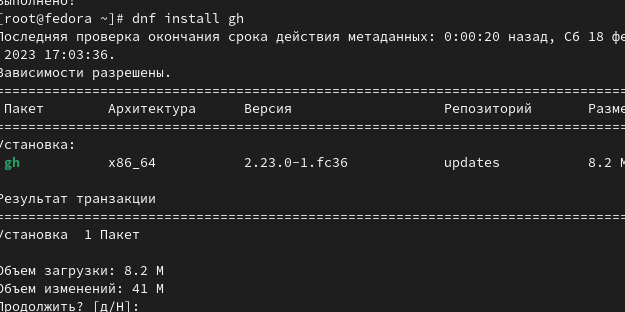 ыполнено!
[root@fedora ~]# dnf install gh
Последняя проверка окончания срока действия метаданных: 0:00:20 назад, Сб 18 фе
2023 17:03:36.
Зависимости разрешены.
================================================================================
Пакет Архитектура Версия Репозиторий Разме
================================================================================
Установка:
gh x86_64 2.23.0-1.fc36 updates 8.2 M
Результат транзакции
================================================================================
Установка 1 Пакет
Объем загрузки: 8.2 M
Объем изменений: 41 M
Продолжить? [д/Н]: